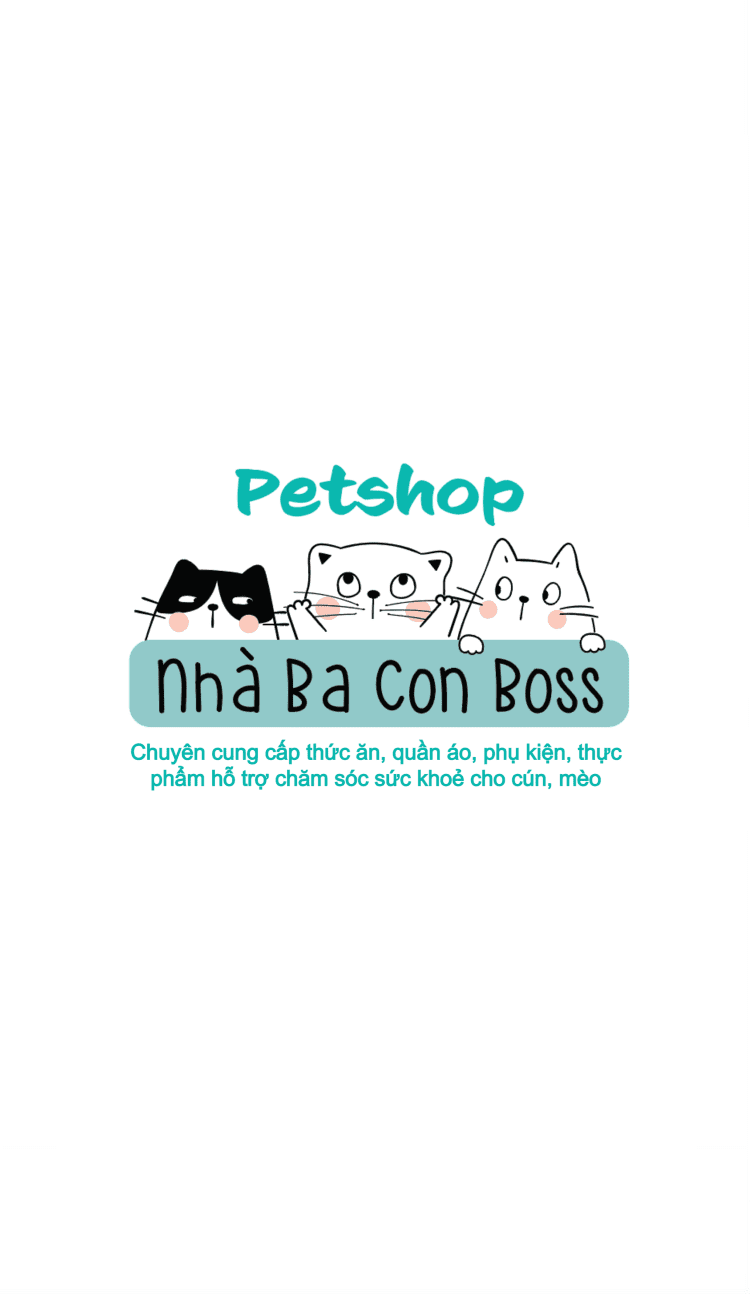 Petshop
Nhà Ba Con Boss
Chuyên cung cấp thức ăn, quần áo, phụ kiện, thực
phẩm hỗ trợ chăm sóc sức khoẻ cho cún, mèo